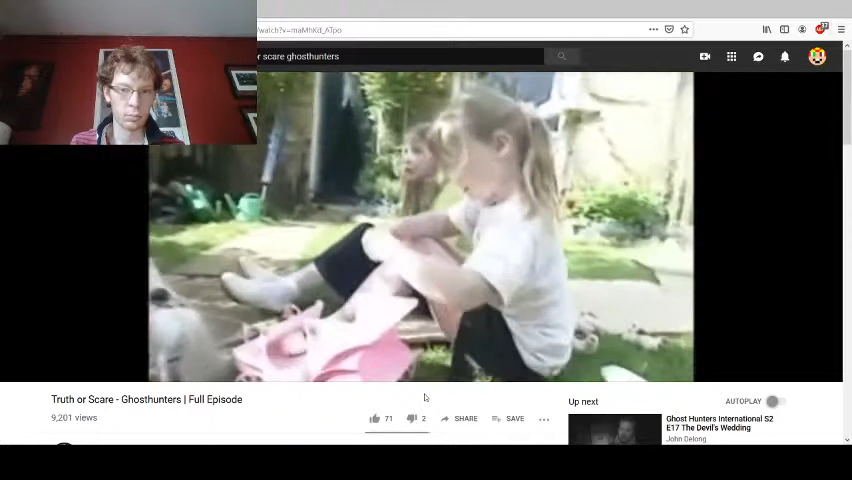 /watch?v=maMhKd_ATpo
or scare ghosthunters
Truth or Scare - Ghosthunters | Full Episode
9,201 views
71
2
SHARE
SAVE
Up next
AUTOPLAY
Ghost Hunters International S2
E17 The Devil's Wedding
John Delong